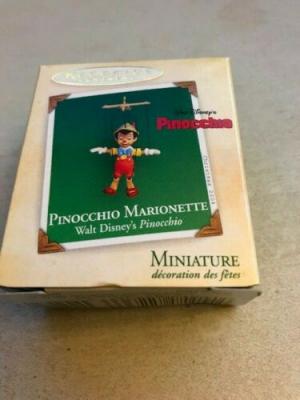 Walt Disney's
Pinocchio
PINOCCHIO MARIONETTE
Walt Disney's Pinocchio
MINIATURE
décoration des fêtes